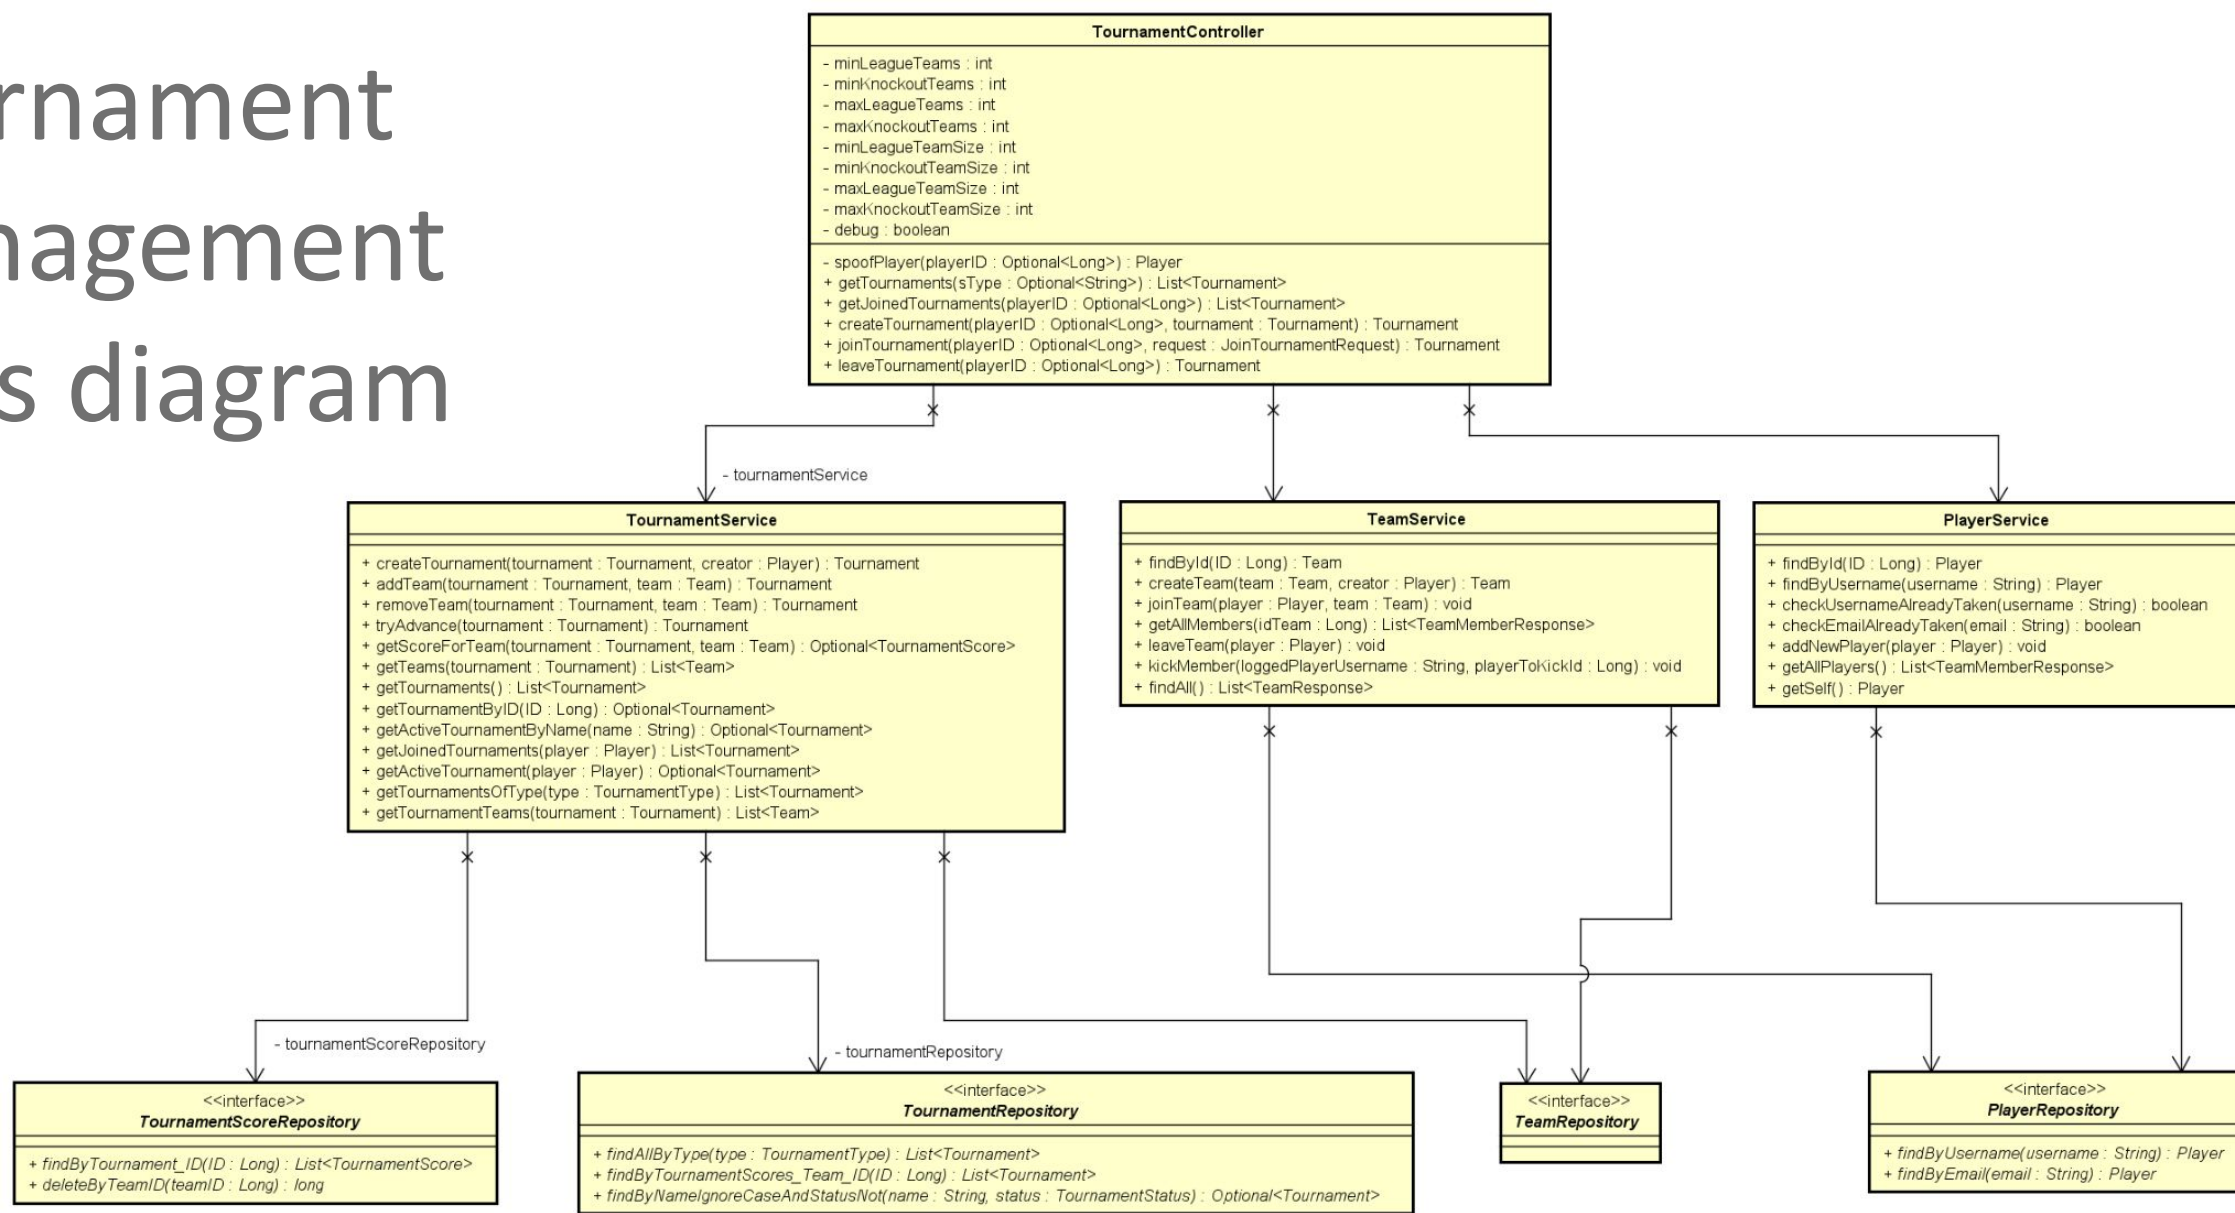 rnament
nagement
s diagram
TournamentController
- minLeagueTeams : int
- minKnockoutTeams : int
- maxLeagueTeams : int
- maxKnockoutTeams : int
- minLeagueTeamSize : int
- minKnockoutTeamSize : int
- maxLeagueTeamSize : int
- maxKnockoutTeamSize : int
- debug : boolean
- spoofPlayer(playerID : Optional<Long>) : Player
+ getTournaments(sType : Optional<String>) : List<Tournament>
+ getJoinedTournaments(playerID : Optional<Long>) : List<Tournament>
+ createTournament(playerID : Optional<Long>, tournament : Tournament) : Tournament
+ joinTournament(playerID : Optional<Long>, request : JoinTournamentRequest) : Tournament
+ leaveTournament(playerID : Optional<Long>) : Tournament
- tournamentService
TournamentService
+ createTournament(tournament : Tournament, creator : Player) : Tournament
+ addTeam(tournament : Tournament, team : Team) : Tournament
+ removeTeam(tournament : Tournament, team : Team) : Tournament
+ tryAdvance(tournament : Tournament) : Tournament
+ getScoreForTeam(tournament : Tournament, team : Team) : Optional<TournamentScore>
+ getTeams(tournament : Tournament) : List<Team>
+ getTournaments() : List<Tournament>
+ getTournamentByID(ID : Long) : Optional<Tournament>
+ getActiveTournamentByName(name : String) : Optional<Tournament>
+ getJoinedTournaments(player : Player) : List<Tournament>
+ getActiveTournament(player : Player) : Optional<Tournament>
+ getTournamentsOfType(type : TournamentType) : List<Tournament>
+ getTournamentTeams(tournament : Tournament) : List<Team>
TeamService
+ findById(ID : Long) : Team
+ createTeam(team : Team, creator : Player) : Team
+ joinTeam(player : Player, team : Team) : void
+ getAllMembers(idTeam : Long) : List<TeamMemberResponse>
+ leaveTeam(player : Player) : void
+ kickMember(loggedPlayerUsername : String, playerToKickId : Long) : void
+ findAll() : List<TeamResponse>
PlayerService
+ findById(ID : Long) : Player
+ findByUsername(username : String) : Player
+ checkUsernameAlreadyTaken(username : String) : boolean
+ checkEmailAlreadyTaken(email : String) : boolean
+ addNewPlayer(player : Player) : void
+ getAllPlayers() : List<TeamMemberResponse>
+ getSelf() : Player
- tournamentScoreRepository
- tournamentRepository
<<interface>>
TournamentScoreRepository
+ findByTournament_ID(ID : Long) : List<TournamentScore>
+ deleteByTeamID(teamID : Long) : long
<<interface>>
TournamentRepository
+ findAllByType(type : TournamentType) : List<Tournament>
+ findByTournamentScores_Team_ID(ID : Long) : List<Tournament>
+ findByNameIgnoreCaseAndStatusNot(name : String, status : TournamentStatus) : Optional<Tournament>
<<interface>>
TeamRepository
<<interface>>
PlayerRepository
+ findByUsername(username : String) : Player
+ findByEmail(email : String) : Player